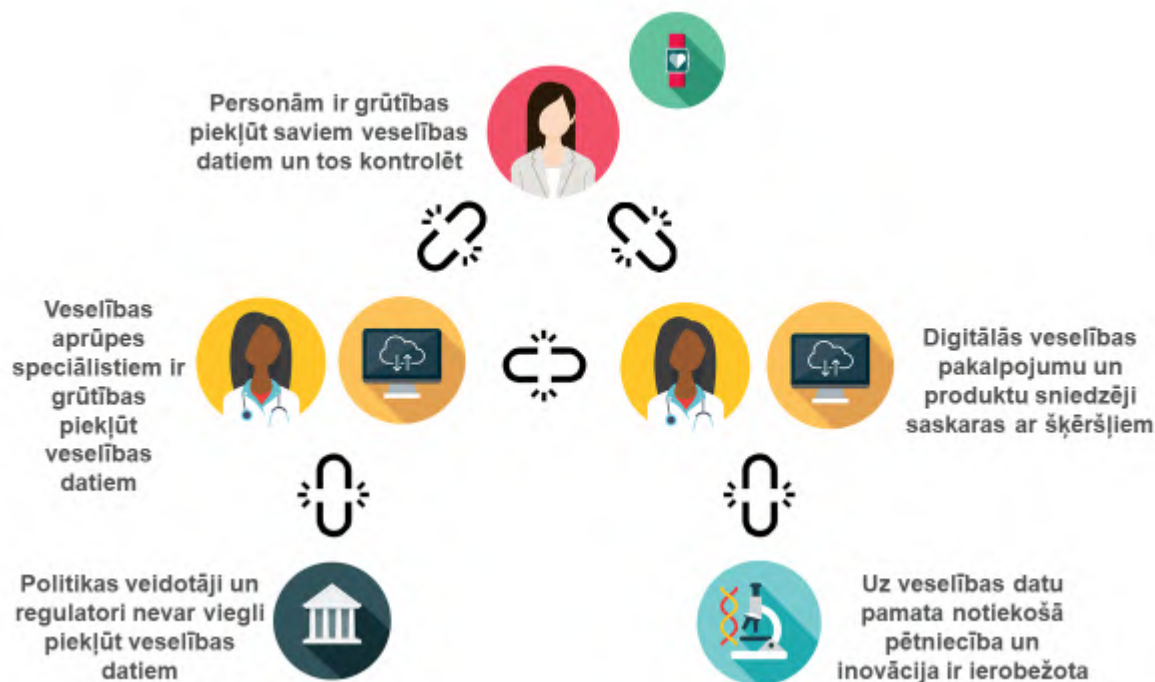 Personām ir grūtības
piekļūt saviem veselības
datiem un tos kontrolēt
Veselības
aprūpes
speciālistiem ir
grūtības
piekļūt
veselības
datiem
Digitālās veselības
pakalpojumu un
produktu sniedzēji
saskaras ar šķēršļiem
Politikas veidotāji un
regulatori nevar viegli
piekļūt veselības
datiem
Uz veselības datu
pamata notiekošā
pētniecība un
inovācija ir ierobežota